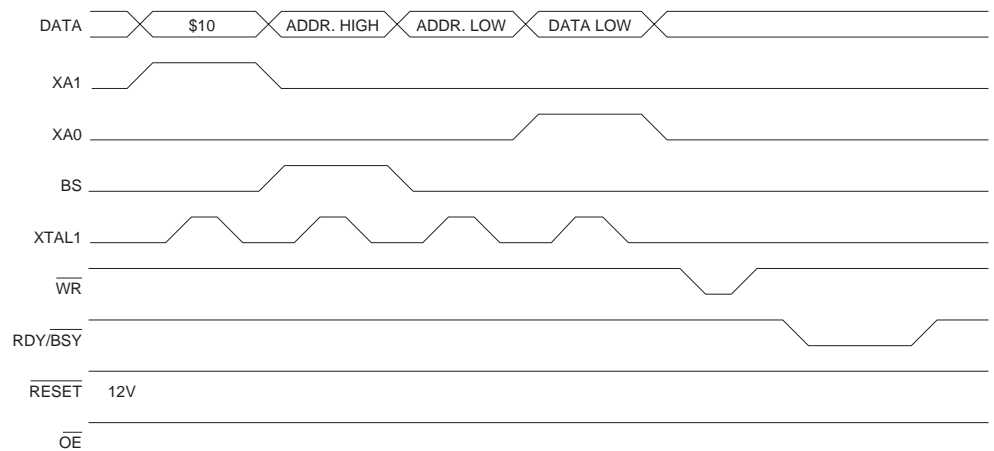 DATA $10 ADDR. HIGH ADDR. LOW DATA LOW
XA1
XA0
BS
XTAL1
WR
RDY/BSY
RESET 12V
OE